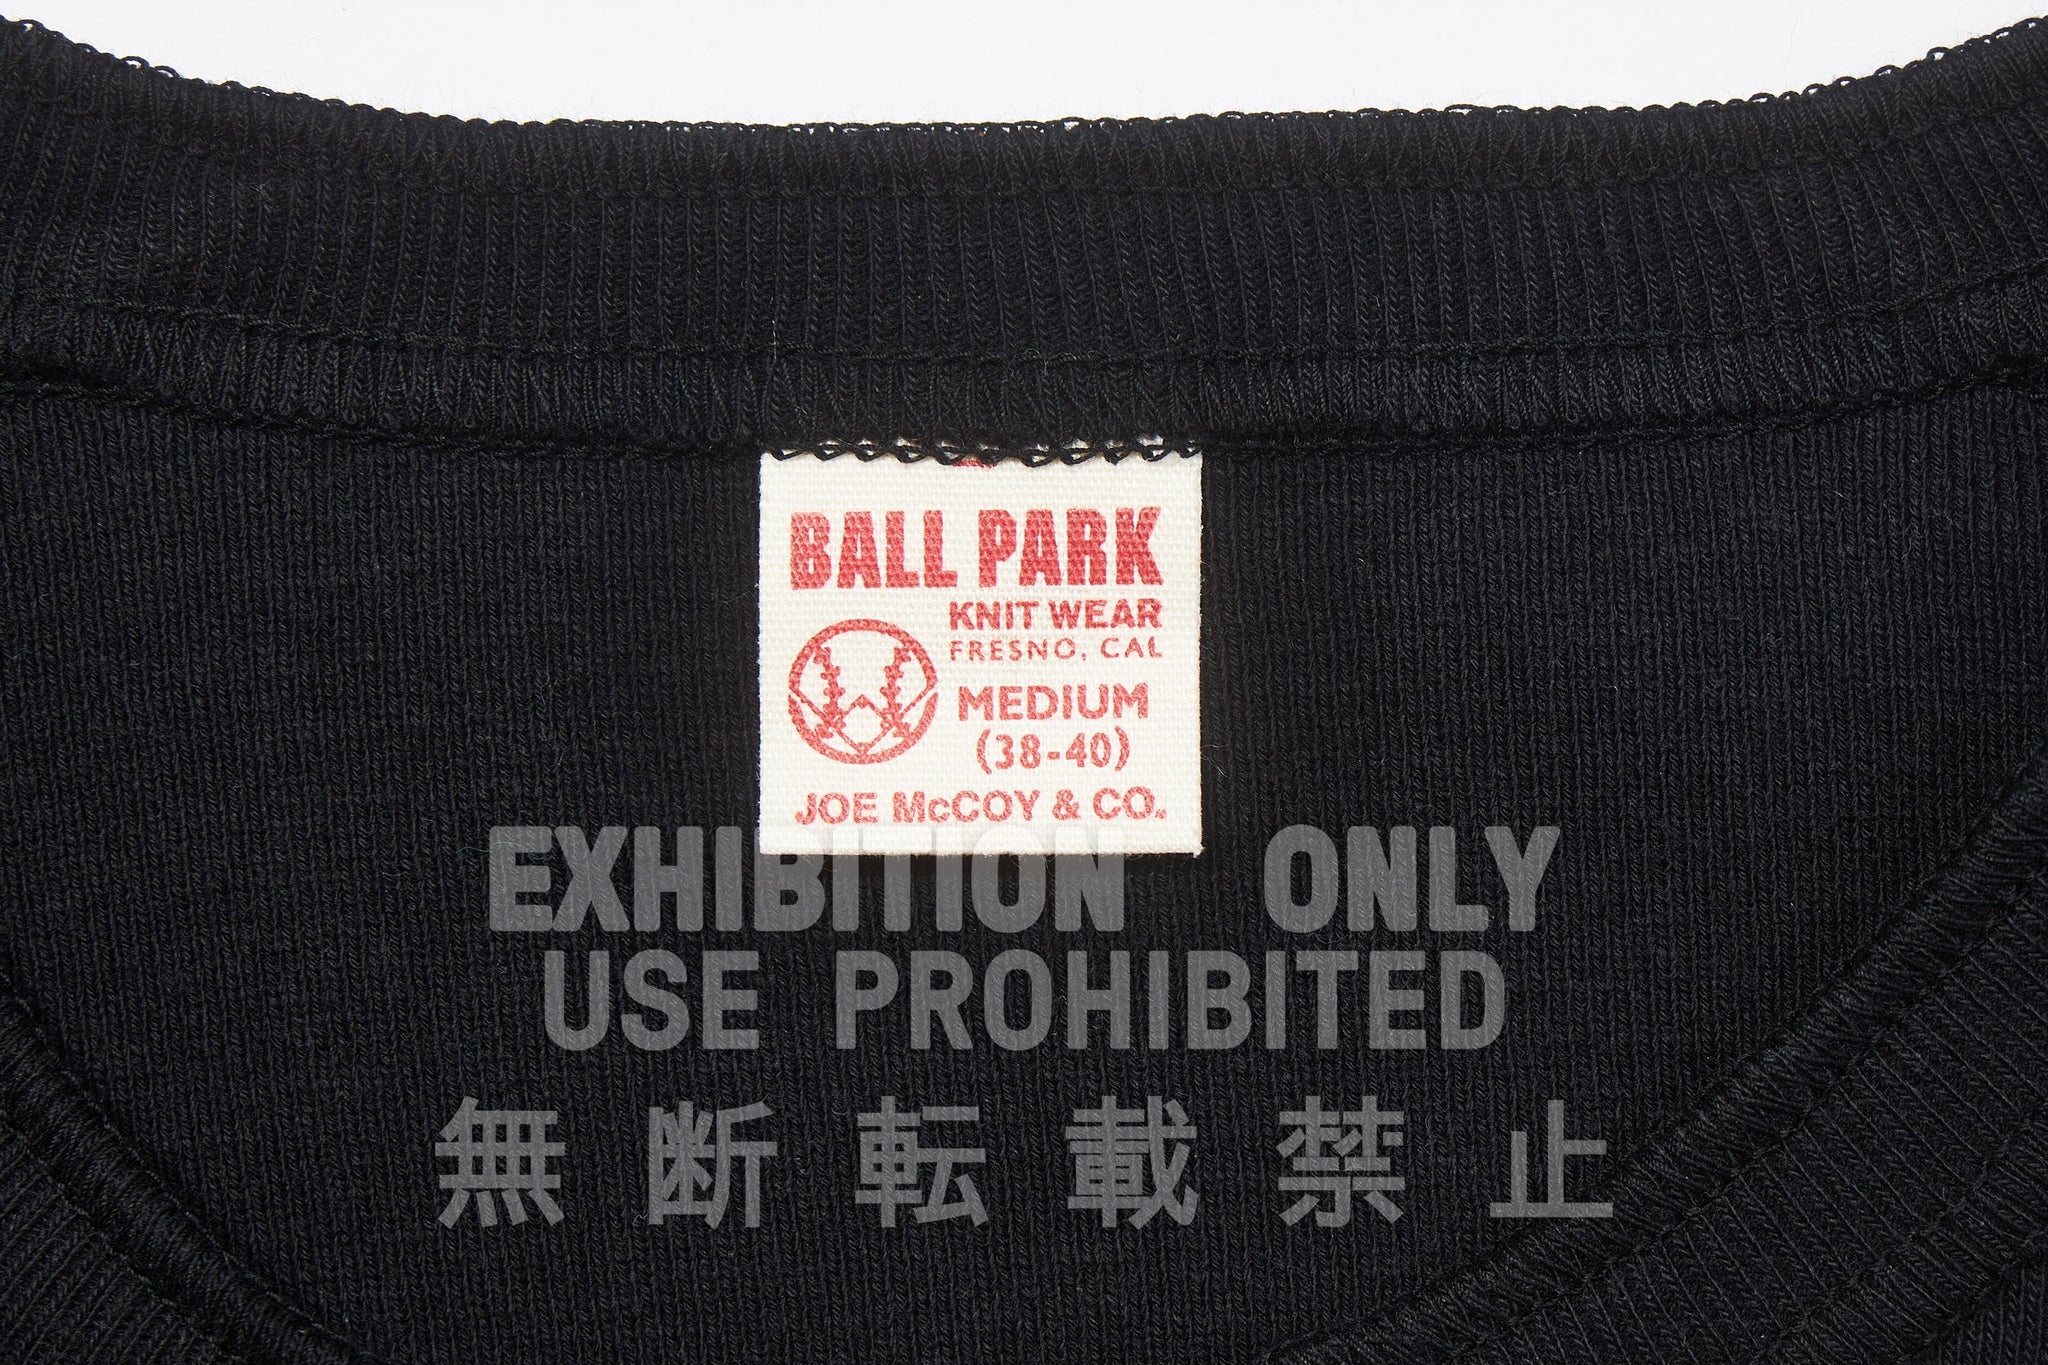 BALL PARK
KNIT WEAR
FRESNO, CAL
MEDIUM
(38-40)
JOE McCOY & CO.
EXHIBITION ONLY
USE PROHIBITED
無断転載禁止